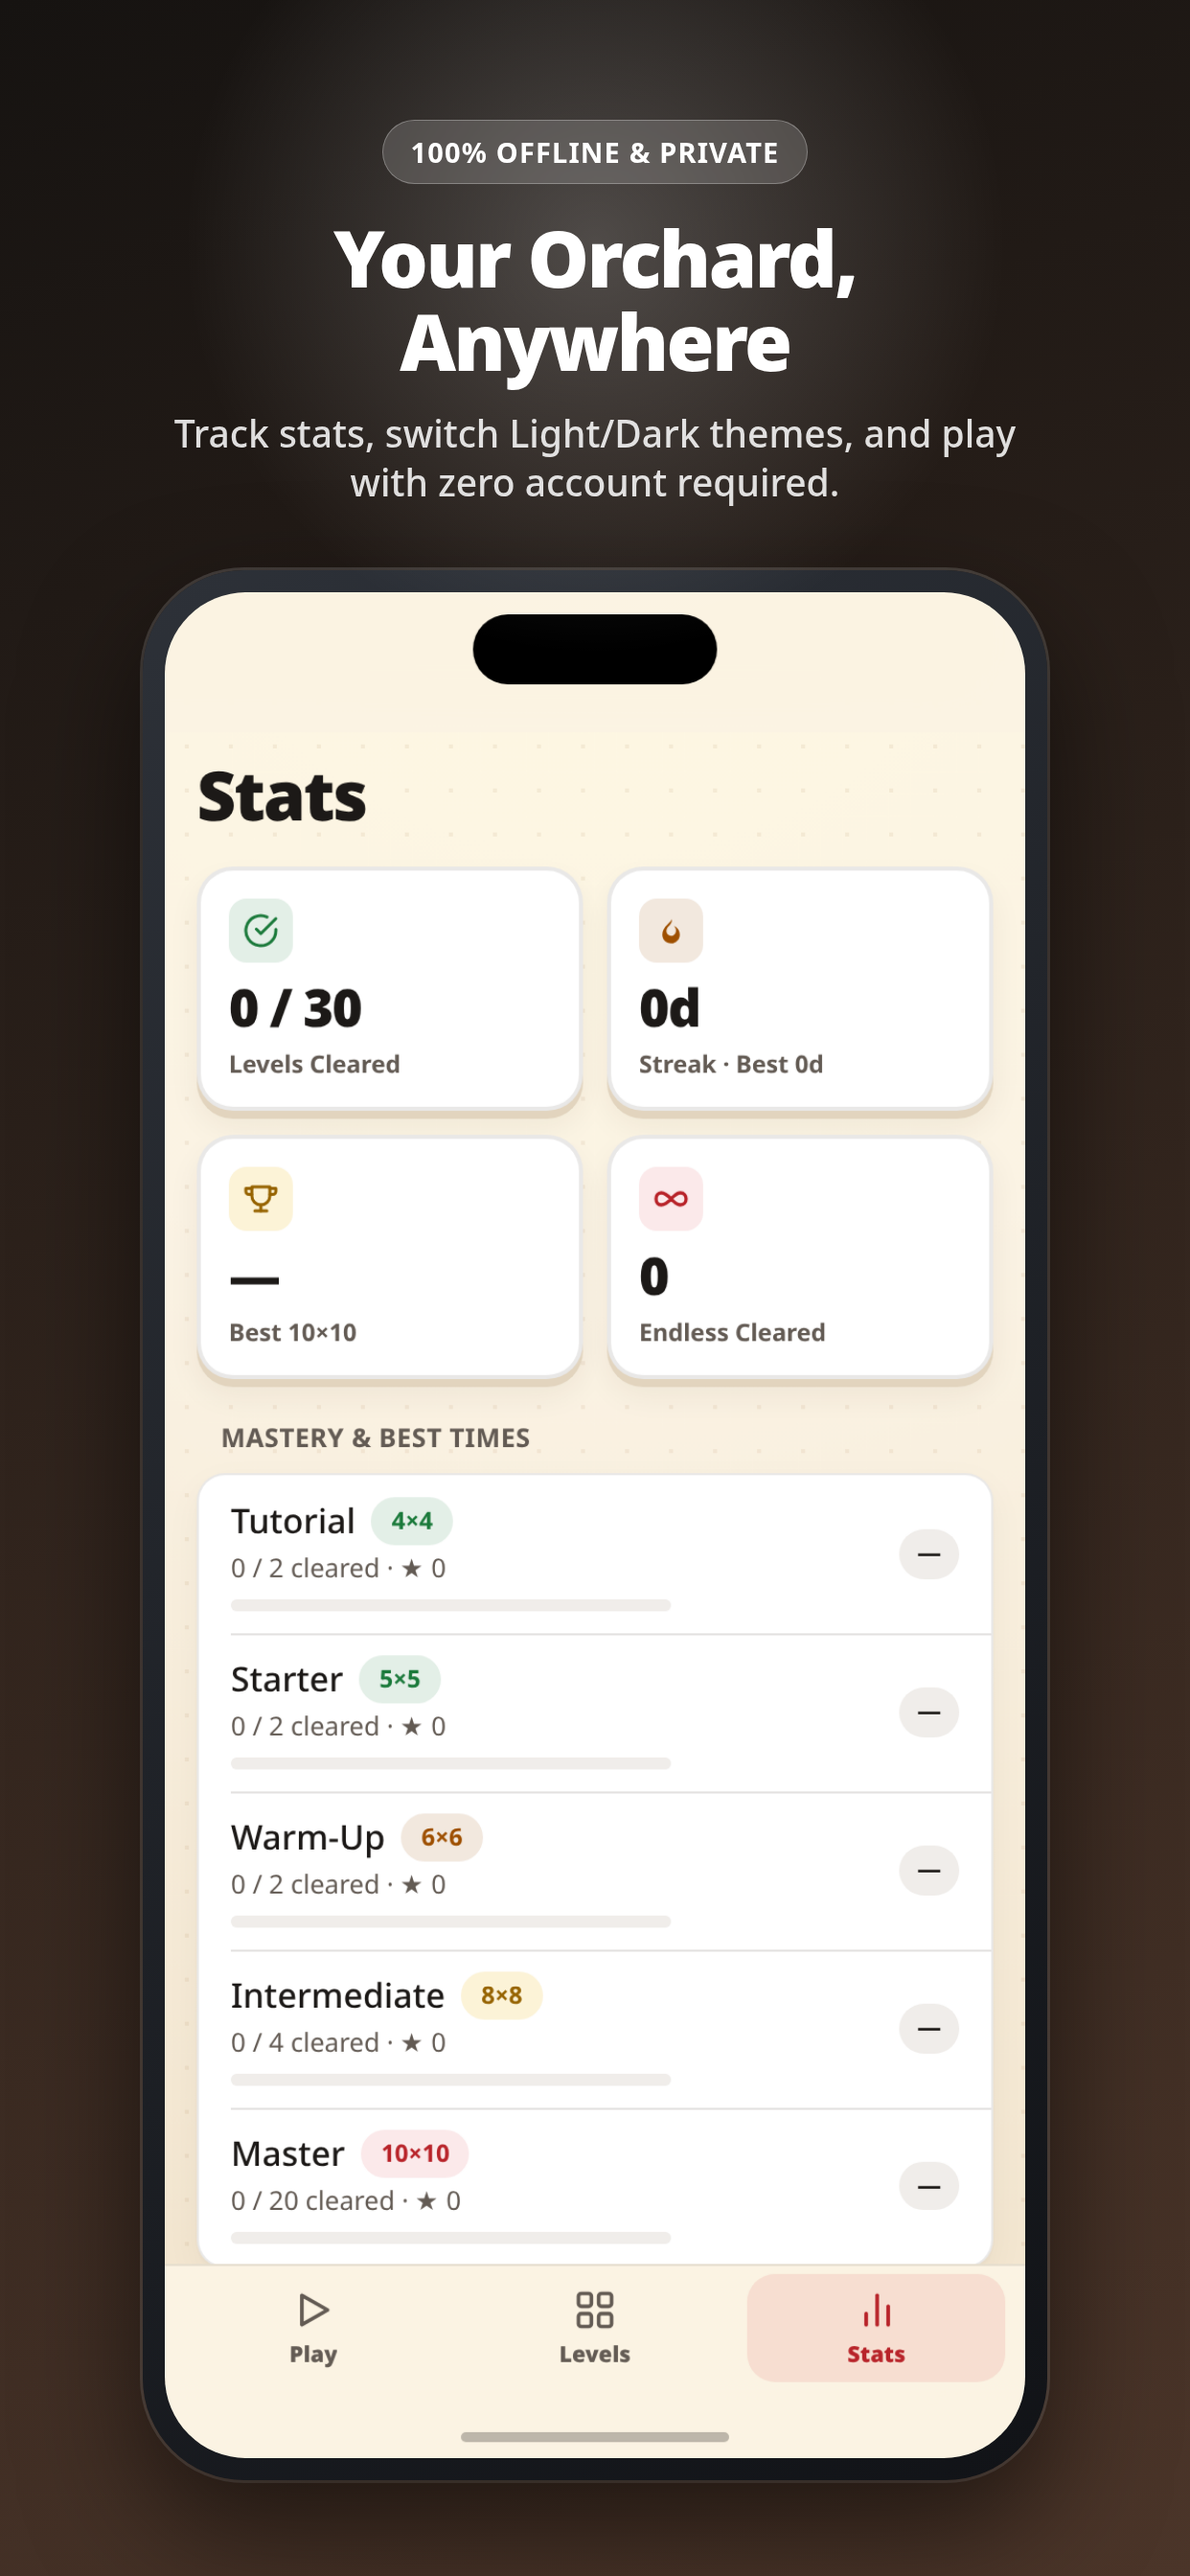 100% OFFLINE & PRIVATE
Your Orchard,
Anywhere
Track stats, switch Light/Dark themes, and play
with zero account required.
Stats
0 / 30
Levels Cleared
0d
Streak · Best 0d
—
Best 10×10
0
Endless Cleared
MASTERY & BEST TIMES
Tutorial 4×4
0 / 2 cleared · ★ 0
—
Starter 5×5
0 / 2 cleared · ★ 0
—
Warm-Up 6×6
0 / 2 cleared · ★ 0
—
Intermediate 8×8
0 / 4 cleared · ★ 0
—
Master 10×10
0 / 20 cleared · ★ 0
—
Play
Levels
Stats